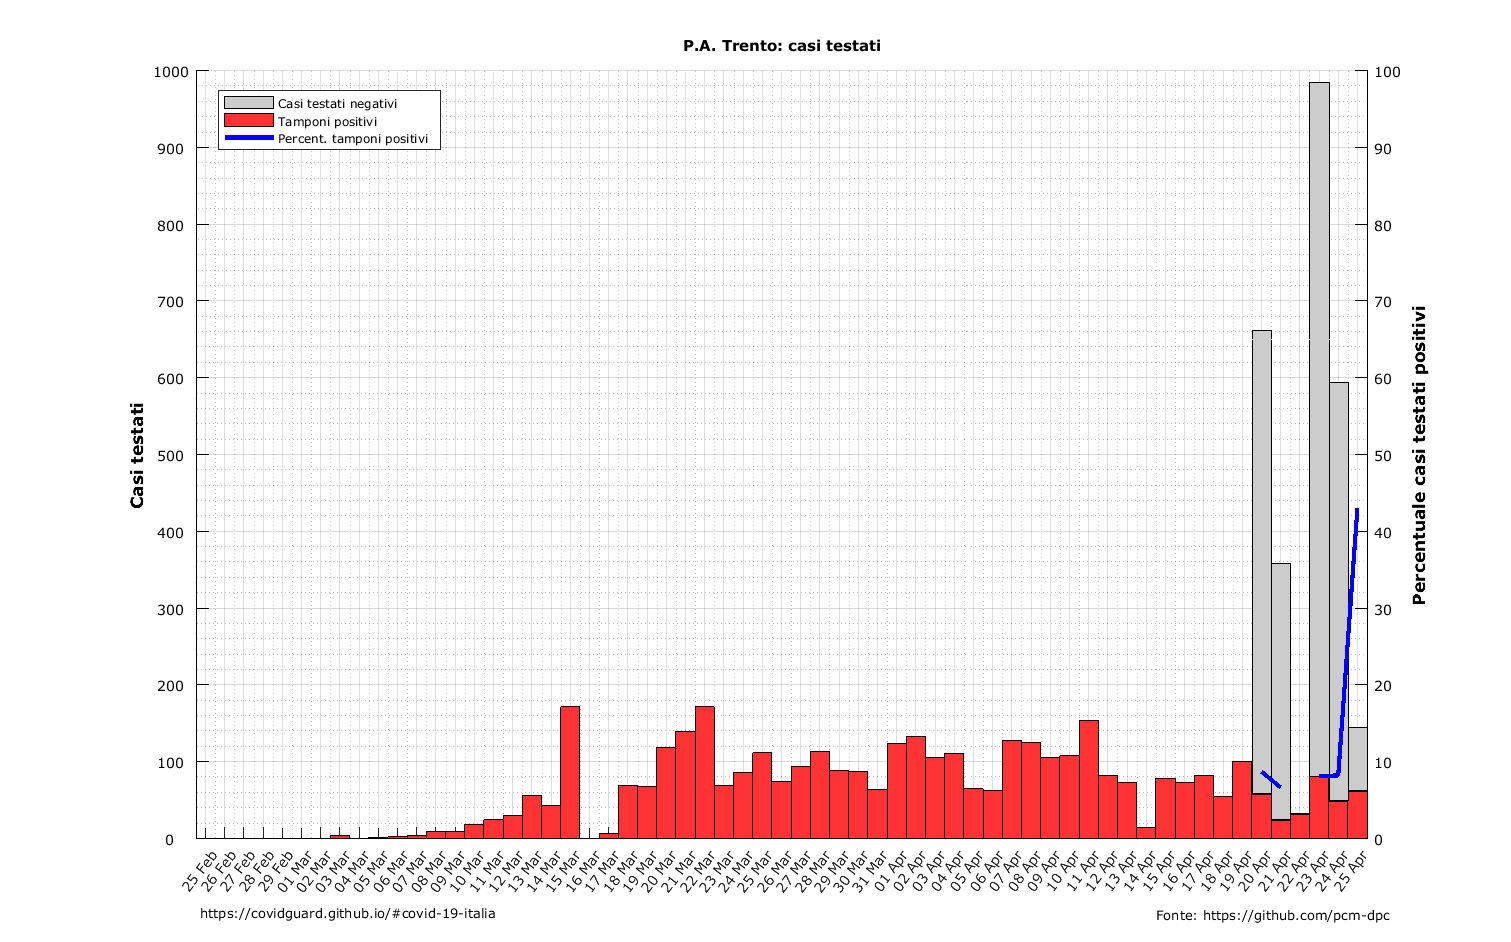 P.A. Trento: casi testati
Casi testati negativi
Tamponi positivi
Percent. tamponi positivi
1000
900
800
700
600
500
400
300
200
100
0
Casi testati
100
90
80
70
60
50
40
30
20
10
0
Percentuale casi testati positivi
25 Feb
26 Feb
27 Feb
28 Feb
29 Feb
01 Mar
02 Mar
03 Mar
04 Mar
05 Mar
06 Mar
07 Mar
08 Mar
09 Mar
10 Mar
11 Mar
12 Mar
13 Mar
14 Mar
15 Mar
16 Mar
17 Mar
18 Mar
19 Mar
20 Mar
21 Mar
22 Mar
23 Mar
24 Mar
25 Mar
26 Mar
27 Mar
28 Mar
29 Mar
30 Mar
31 Mar
01 Apr
02 Apr
03 Apr
04 Apr
05 Apr
06 Apr
07 Apr
08 Apr
09 Apr
10 Apr
11 Apr
12 Apr
13 Apr
14 Apr
15 Apr
16 Apr
17 Apr
18 Apr
19 Apr
20 Apr
21 Apr
22 Apr
23 Apr
24 Apr
25 Apr
https://covidguard.github.io/#covid-19-italia
Fonte: https://github.com/pcm-dpc